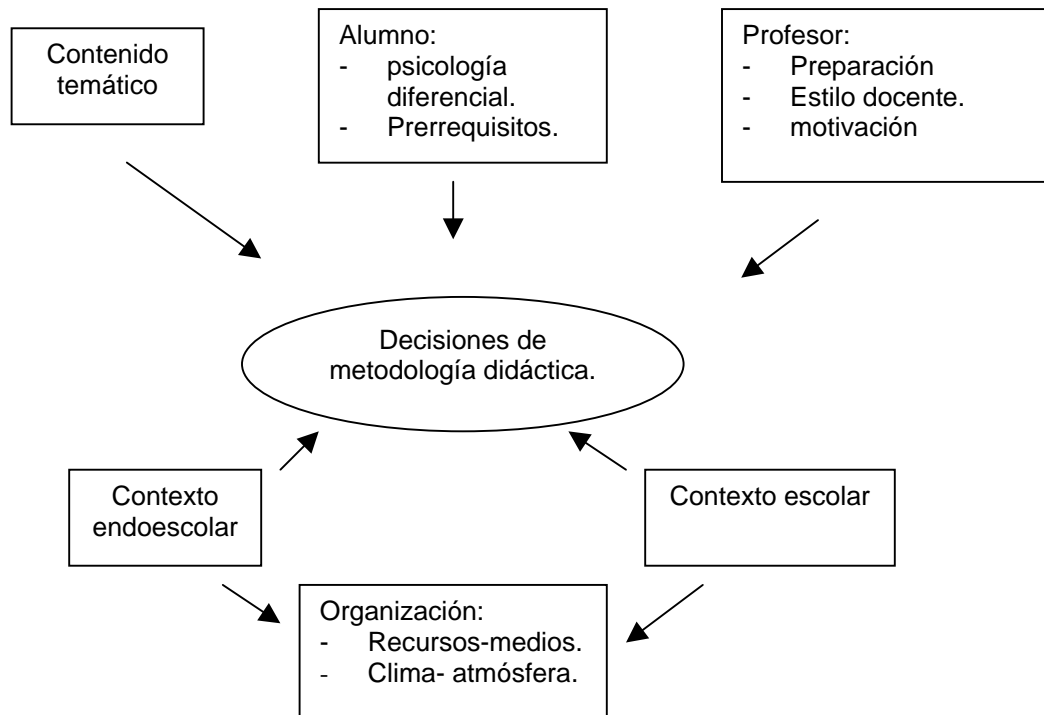 Contenido
temático
Alumno:
- psicología
diferencial.
- Prerrequisitos.
Profesor:
- Preparación
- Estilo docente.
- motivación
Decisiones de
metodología didáctica.
Contexto
endoescolar
Contexto escolar
Organización:
- Recursos-medios.
- Clima- atmósfera.